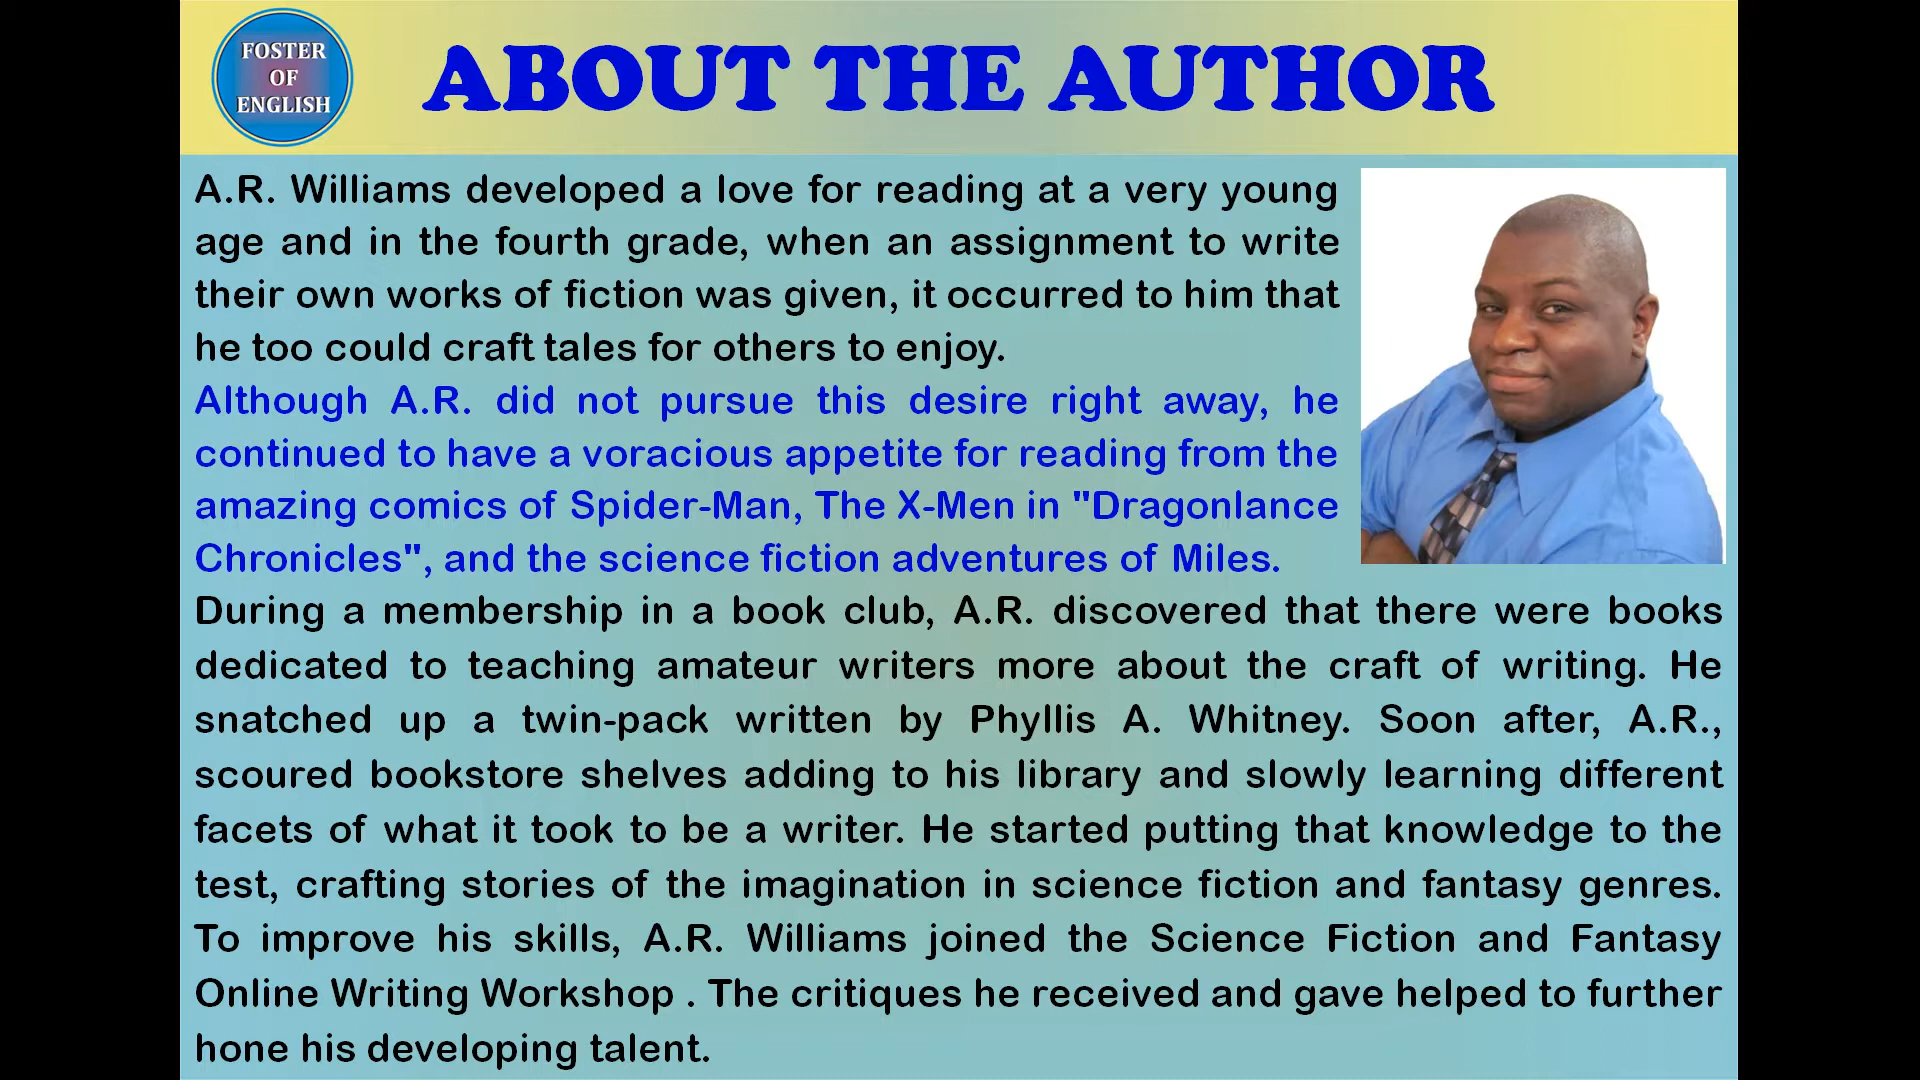 FOSTER
OF
ENGLISH
ABOUT THE AUTHOR
A.R. Williams developed a love for reading at a very young
age and in the fourth grade, when an assignment to write
their own works of fiction was given, it occurred to him that
he too could craft tales for others to enjoy.
Although A.R. did not pursue this desire right away, he
continued to have a voracious appetite for reading from the
amazing comics of Spider-Man, The X-Men in "Dragonlance
Chronicles", and the science fiction adventures of Miles.
During a membership in a book club, A.R. discovered that there were books
dedicated to teaching amateur writers more about the craft of writing. He
snatched up a twin-pack written by Phyllis A. Whitney. Soon after, A.R.,
scoured bookstore shelves adding to his library and slowly learning different
facets of what it took to be a writer. He started putting that knowledge to the
test, crafting stories of the imagination in science fiction and fantasy genres.
To improve his skills, A.R. Williams joined the Science Fiction and Fantasy
Online Writing Workshop . The critiques he received and gave helped to further
hone his developing talent.